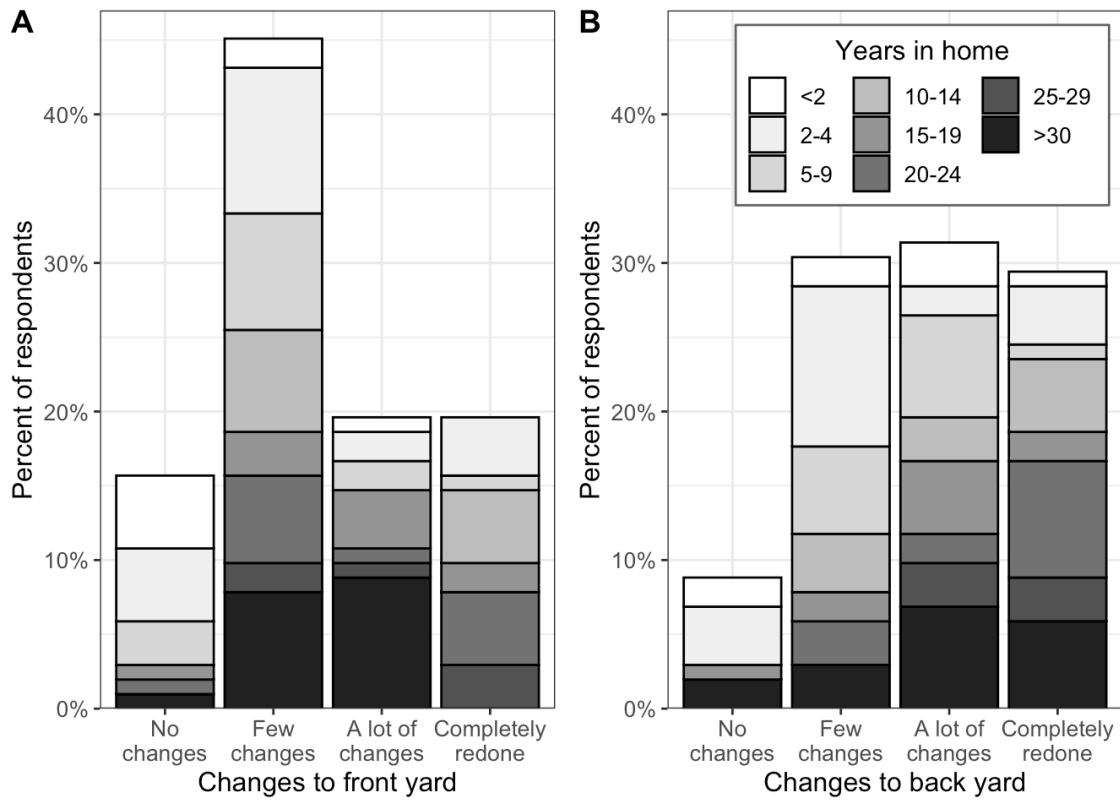 A
B
Years in home
<2
10-14
25-29
2-4
15-19
>30
5-9
20-24
Percent of respondents
40%
30%
20%
10%
0%
No changes
Few changes
A lot of changes
Completely redone
Changes to front yard
Percent of respondents
40%
30%
20%
10%
0%
No changes
Few changes
A lot of changes
Completely redone
Changes to back yard